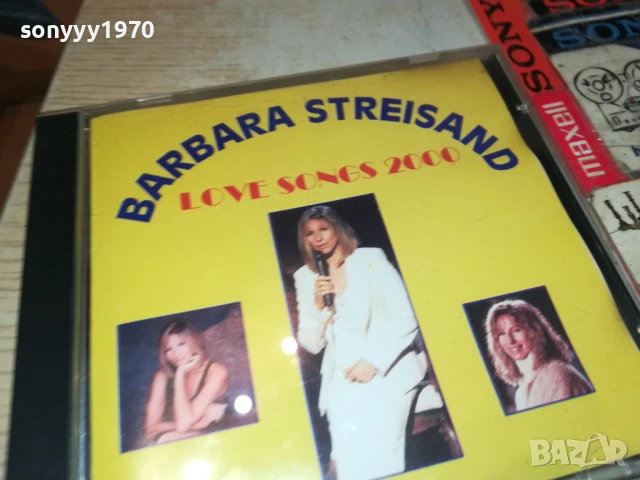 sonyyy1970
SONY
SONY
maxell
BARBARA STREISAND
LOVE SONGS 2000
BAZAR